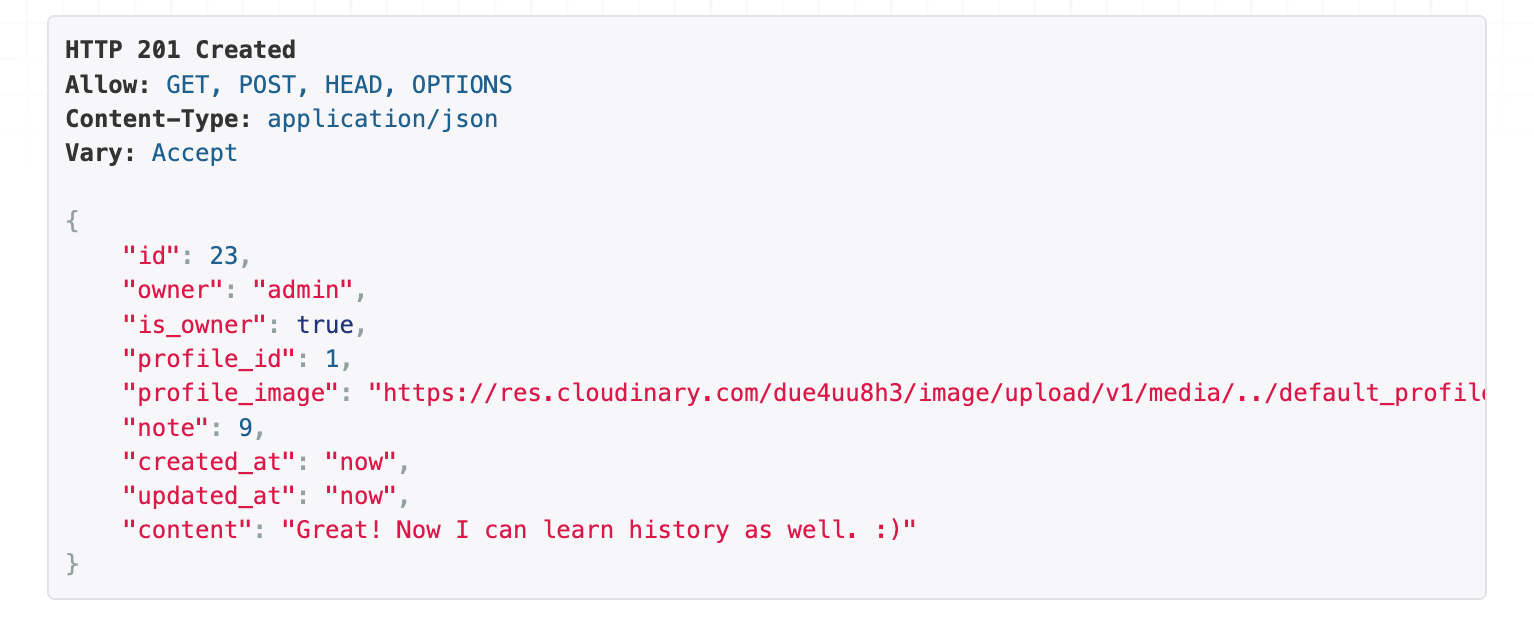 HTTP 201 Created
Allow: GET, POST, HEAD, OPTIONS
Content-Type: application/json
Vary: Accept
{
    "id": 23,
    "owner": "admin",
    "is_owner": true,
    "profile_id": 1,
    "profile_image": "https://res.cloudinary.com/due4uu8h3/image/upload/v1/media/../default_profil
    "note": 9,
    "created_at": "now",
    "updated_at": "now",
    "content": "Great! Now I can learn history as well. :)"
}